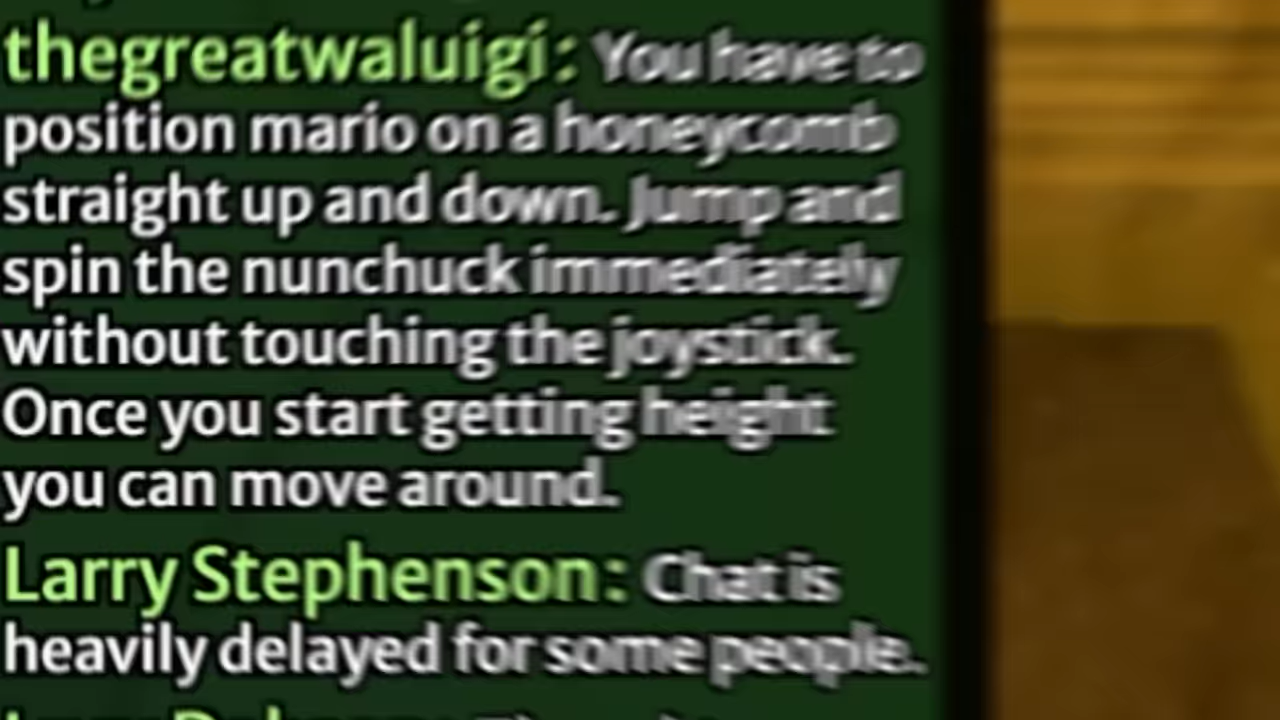 thegreatwaluigi: You have to
position mario on a honeycomb
straight up and down. Jump and
spin the nunchuck immediately
without touching the joystick.
Once you start getting height
you can move around.
Larry Stephenson: Chat is
heavily delayed for some people.